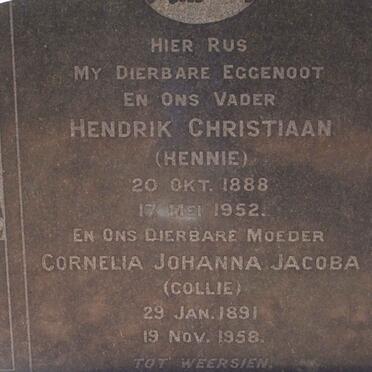 HIER RUS
MY DIERBARE EGGENOOT
EN ONS VADER
HENDRIK CHRISTIAAN
(HENNIE)
20 OKT. 1888
17 MEI 1952.
EN ONS DIERBARE MOEDER
CORNELIA JOHANNA JACOBA
(COLLIE)
29 JAN. 1891
19 NOV. 1958.
TOT WEERSIEN.